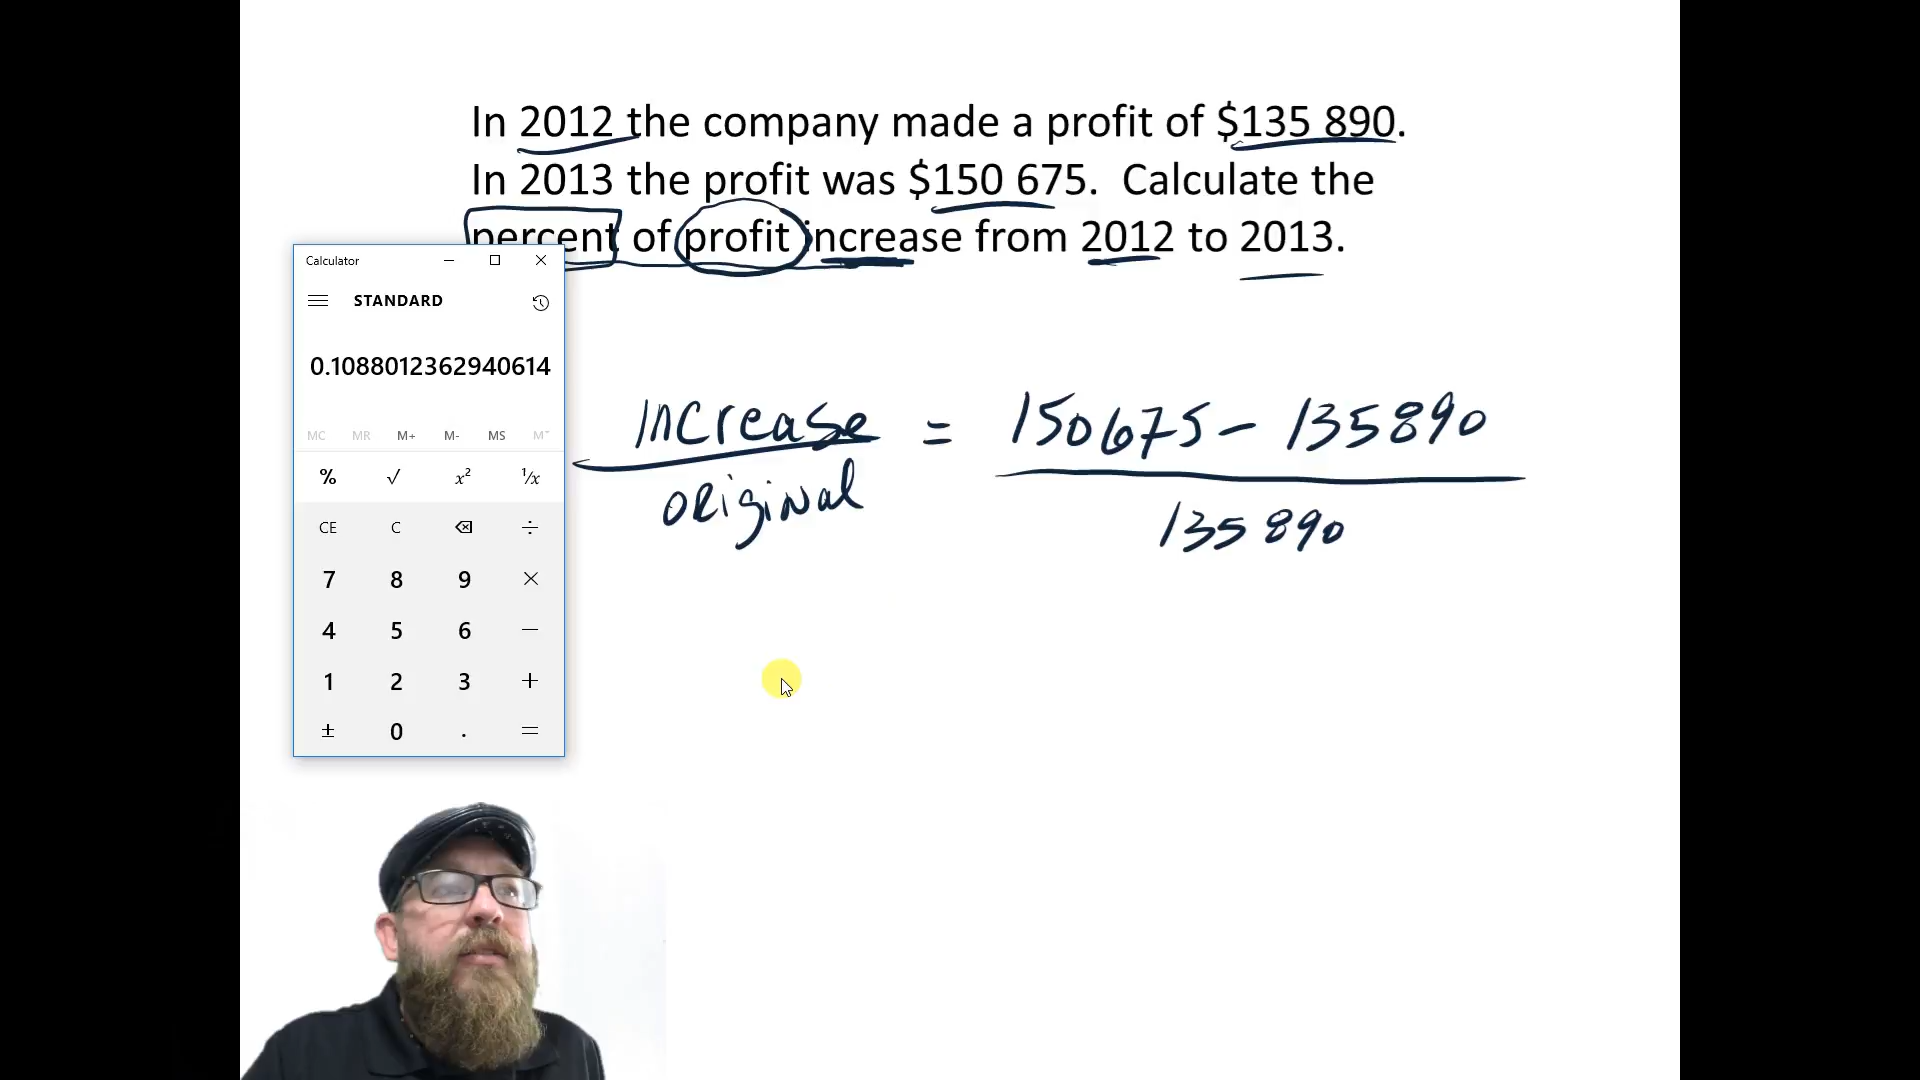 In 2012 the company made a profit of $135 890.
In 2013 the profit was $150 675. Calculate the
percent of profit increase from 2012 to 2013.
Calculator
STANDARD
0.1088012362940614
MC MR M+ M- MS M˅
% √ x² ¹/x
CE C ⌫ ÷
7 8 9 ×
4 5 6 −
1 2 3 +
± 0 . =
increase = 150675 - 135890
original 135890